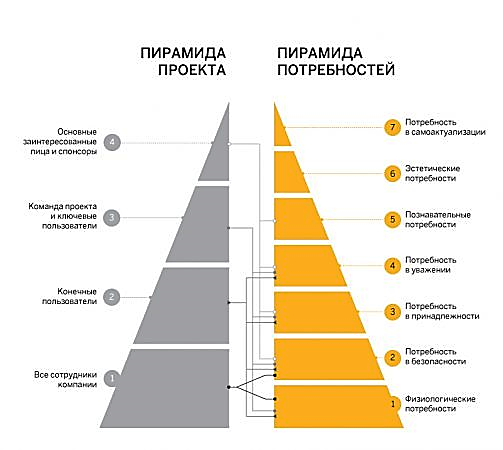 ПИРАМИДА
ПРОЕКТА
ПИРАМИДА
ПОТРЕБНОСТЕЙ
Основные
заинтересованные
лица и спонсоры
4
Команда проекта
и ключевые
пользователи
3
Конечные
пользователи
2
Все сотрудники
компании
1
7
Потребность
в самоактуализации
6
Эстетические
потребности
5
Познавательные
потребности
4
Потребность
в уважении
3
Потребность
в принадлежности
2
Потребность
в безопасности
1
Физиологические
потребности